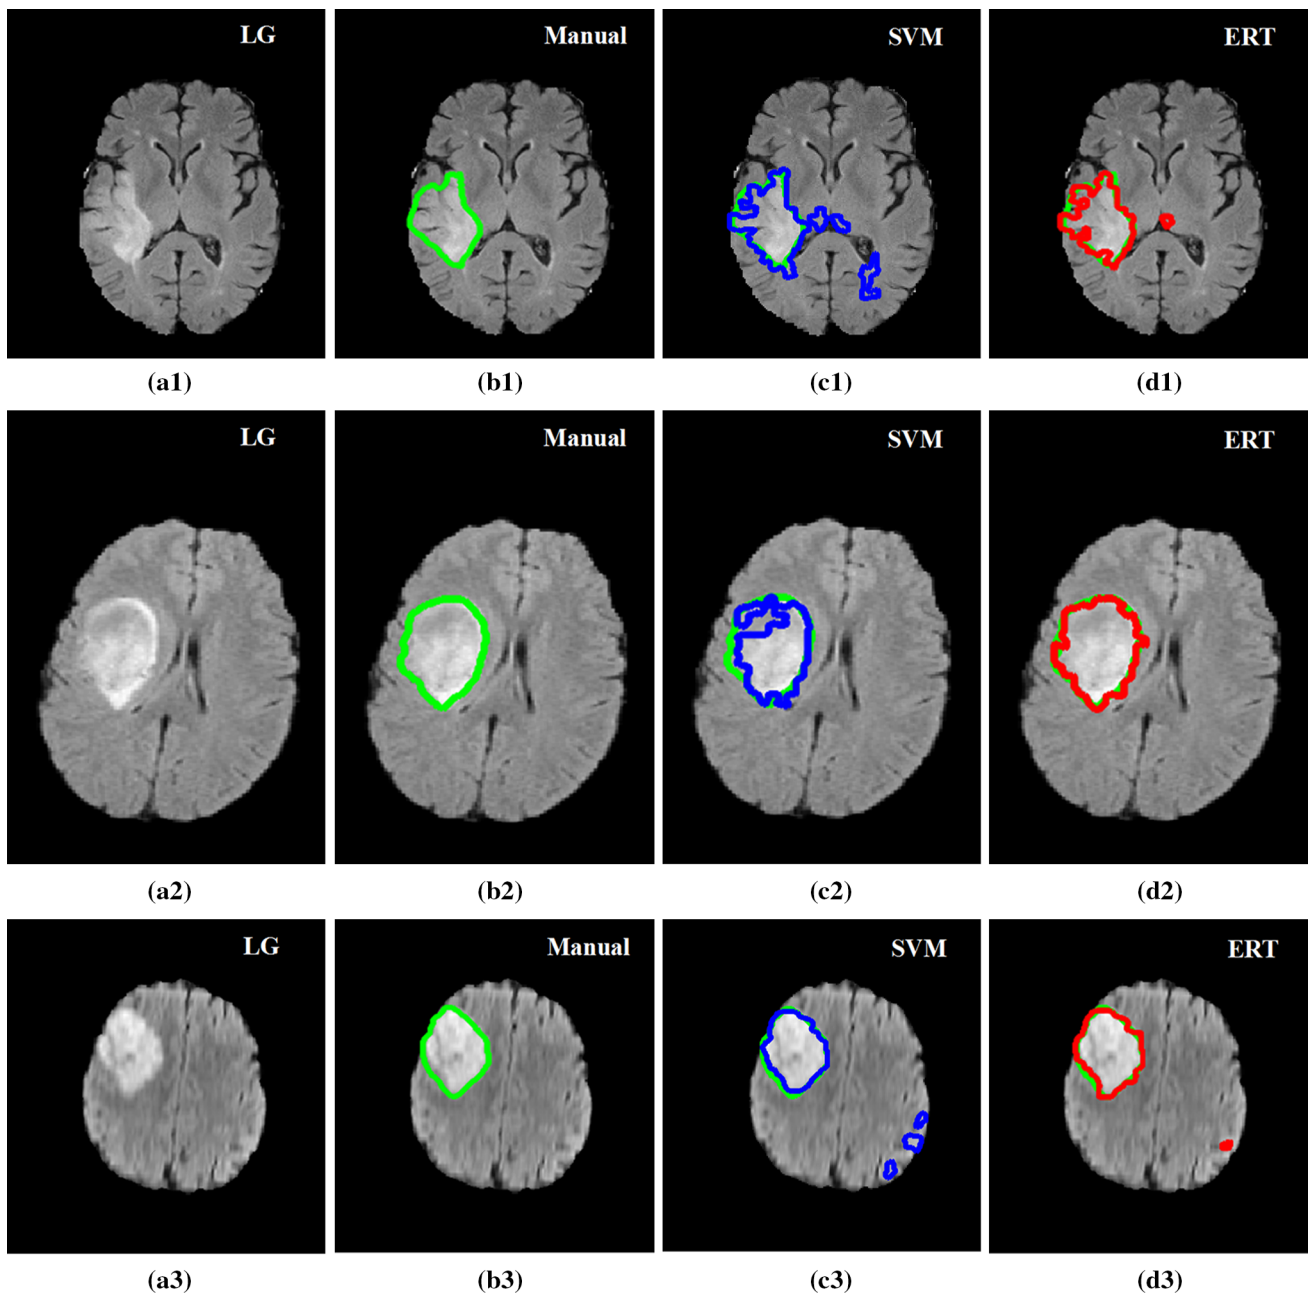 LG Manual SVM ERT
(a1) (b1) (c1) (d1)
LG Manual SVM ERT
(a2) (b2) (c2) (d2)
LG Manual SVM ERT
(a3) (b3) (c3) (d3)